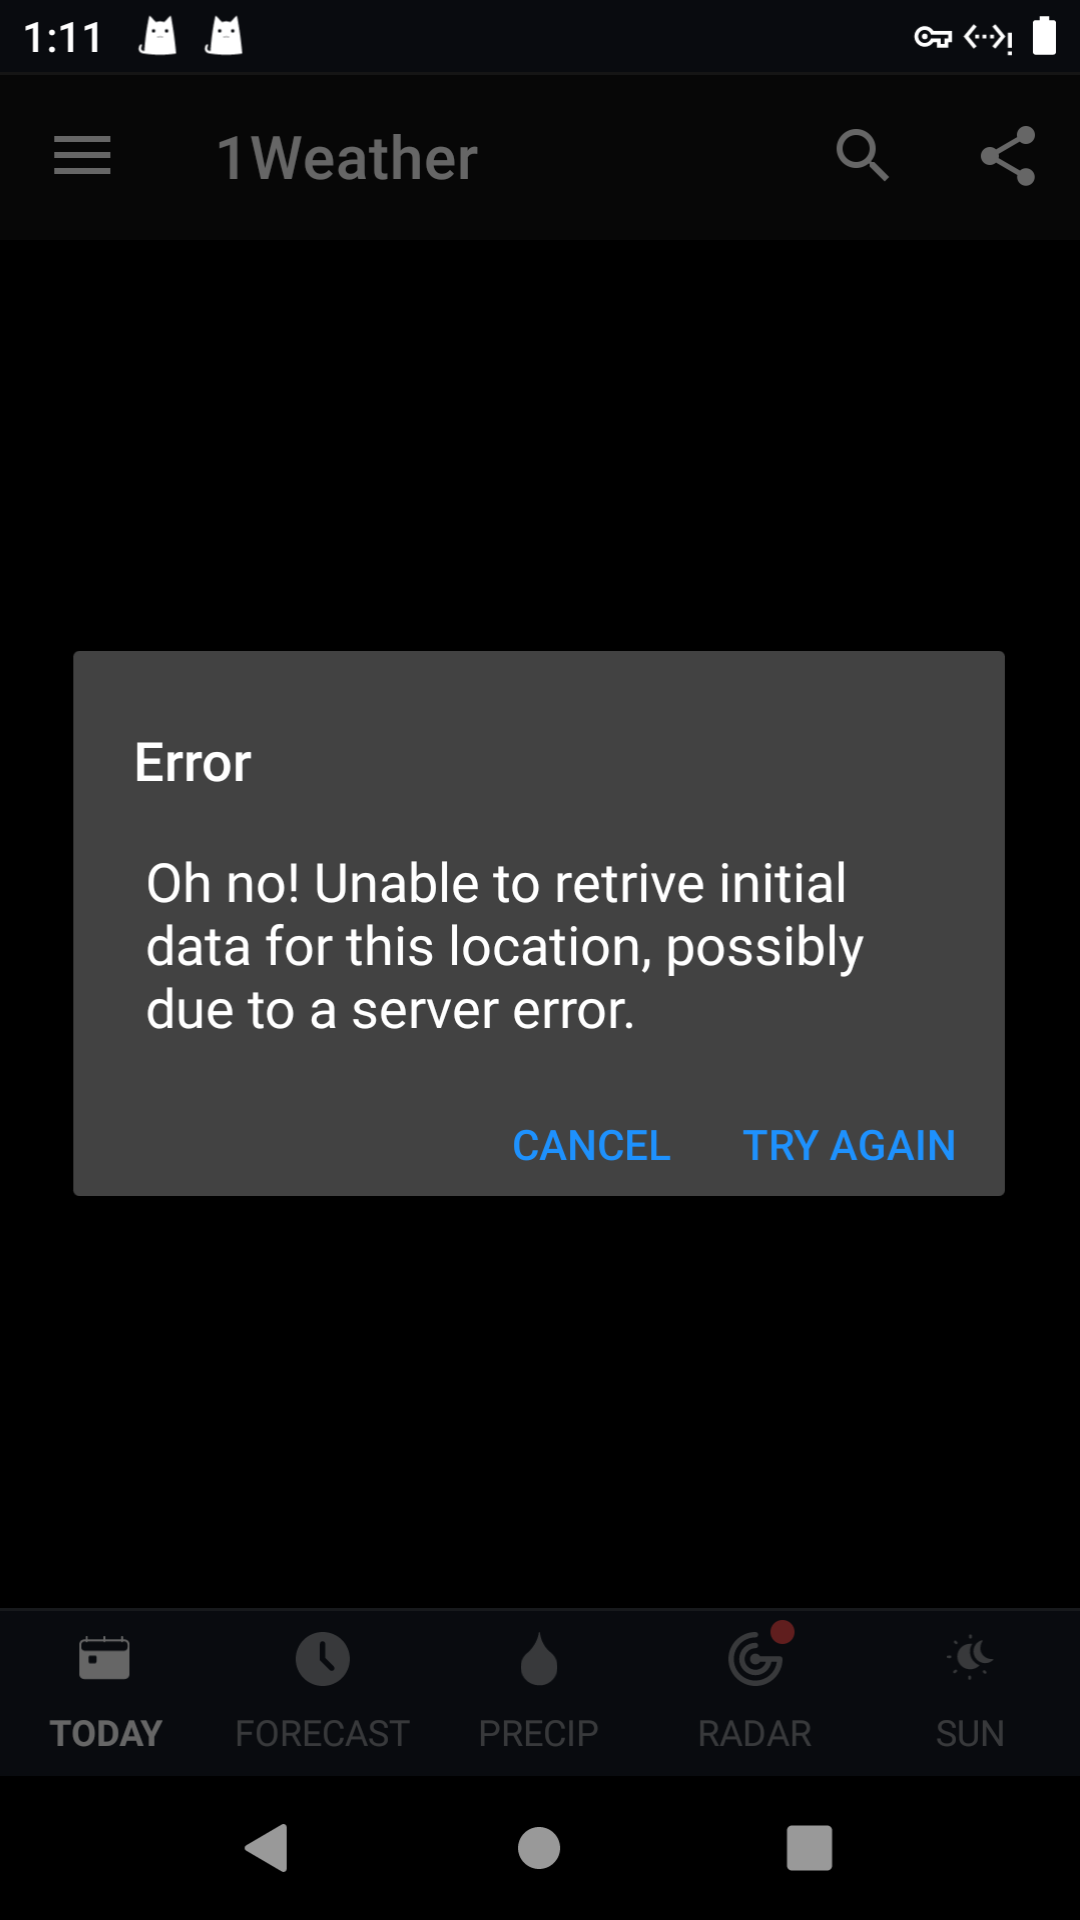 1:11
1Weather
Error
Oh no! Unable to retrive initial
data for this location, possibly
due to a server error.
CANCEL TRY AGAIN
TODAY FORECAST PRECIP RADAR SUN